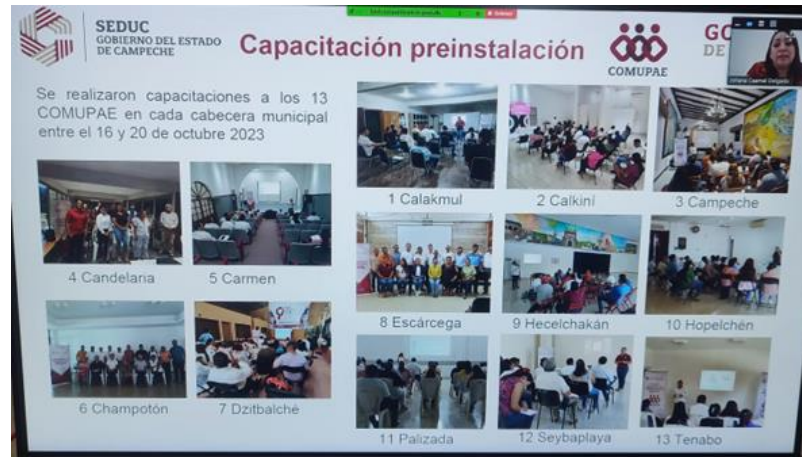 SEDUC
GOBIERNO DEL ESTADO
DE CAMPECHE
Capacitación preinstalación
COMUPAE
GO
DE
Se realizaron capacitaciones a los 13
COMUPAE en cada cabecera municipal
entre el 16 y 20 de octubre 2023
1 Calakmul
2 Calkiní
3 Campeche
4 Candelaria
5 Carmen
8 Escárcega
9 Hecelchakán
10 Hopelchén
6 Champotón
7 Dzitbalché
11 Palizada
12 Seybaplaya
13 Tenabo